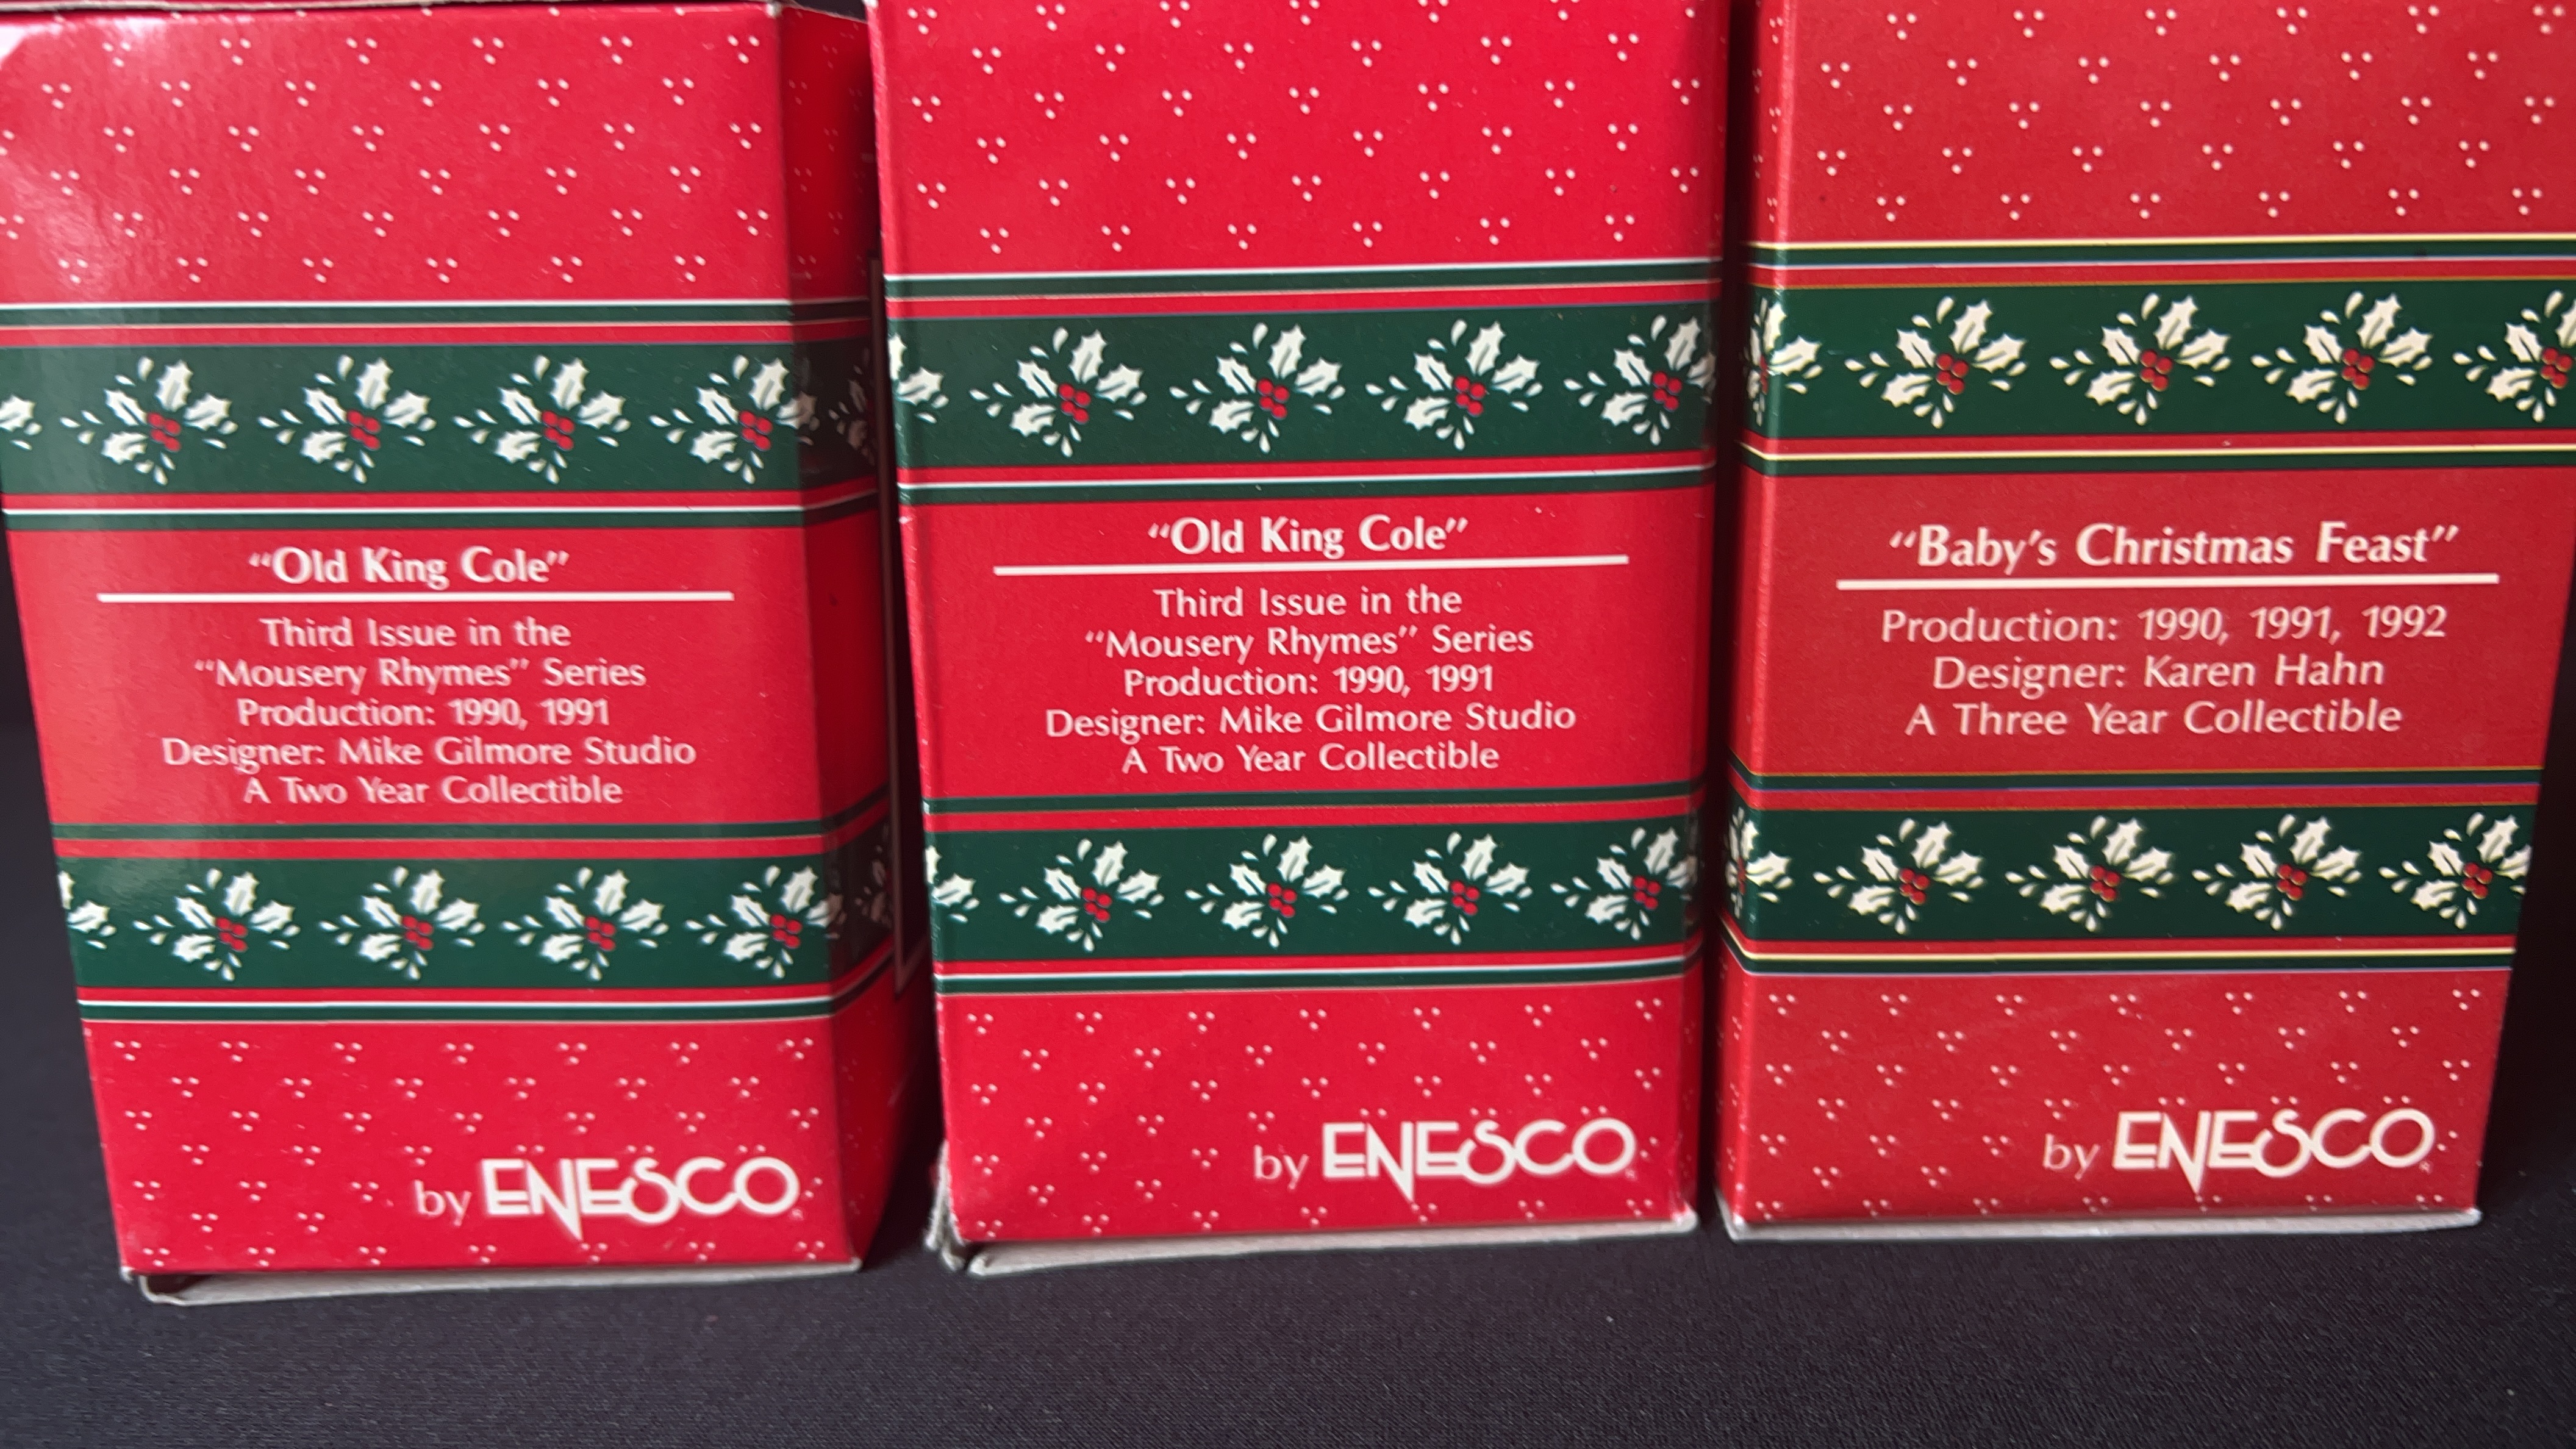 “Old King Cole”
Third Issue in the
“Mousery Rhymes” Series
Production: 1990, 1991
Designer: Mike Gilmore Studio
A Two Year Collectible
by ENESCO®
“Old King Cole”
Third Issue in the
“Mousery Rhymes” Series
Production: 1990, 1991
Designer: Mike Gilmore Studio
A Two Year Collectible
by ENESCO®
“Baby’s Christmas Feast”
Production: 1990, 1991, 1992
Designer: Karen Hahn
A Three Year Collectible
by ENESCO®